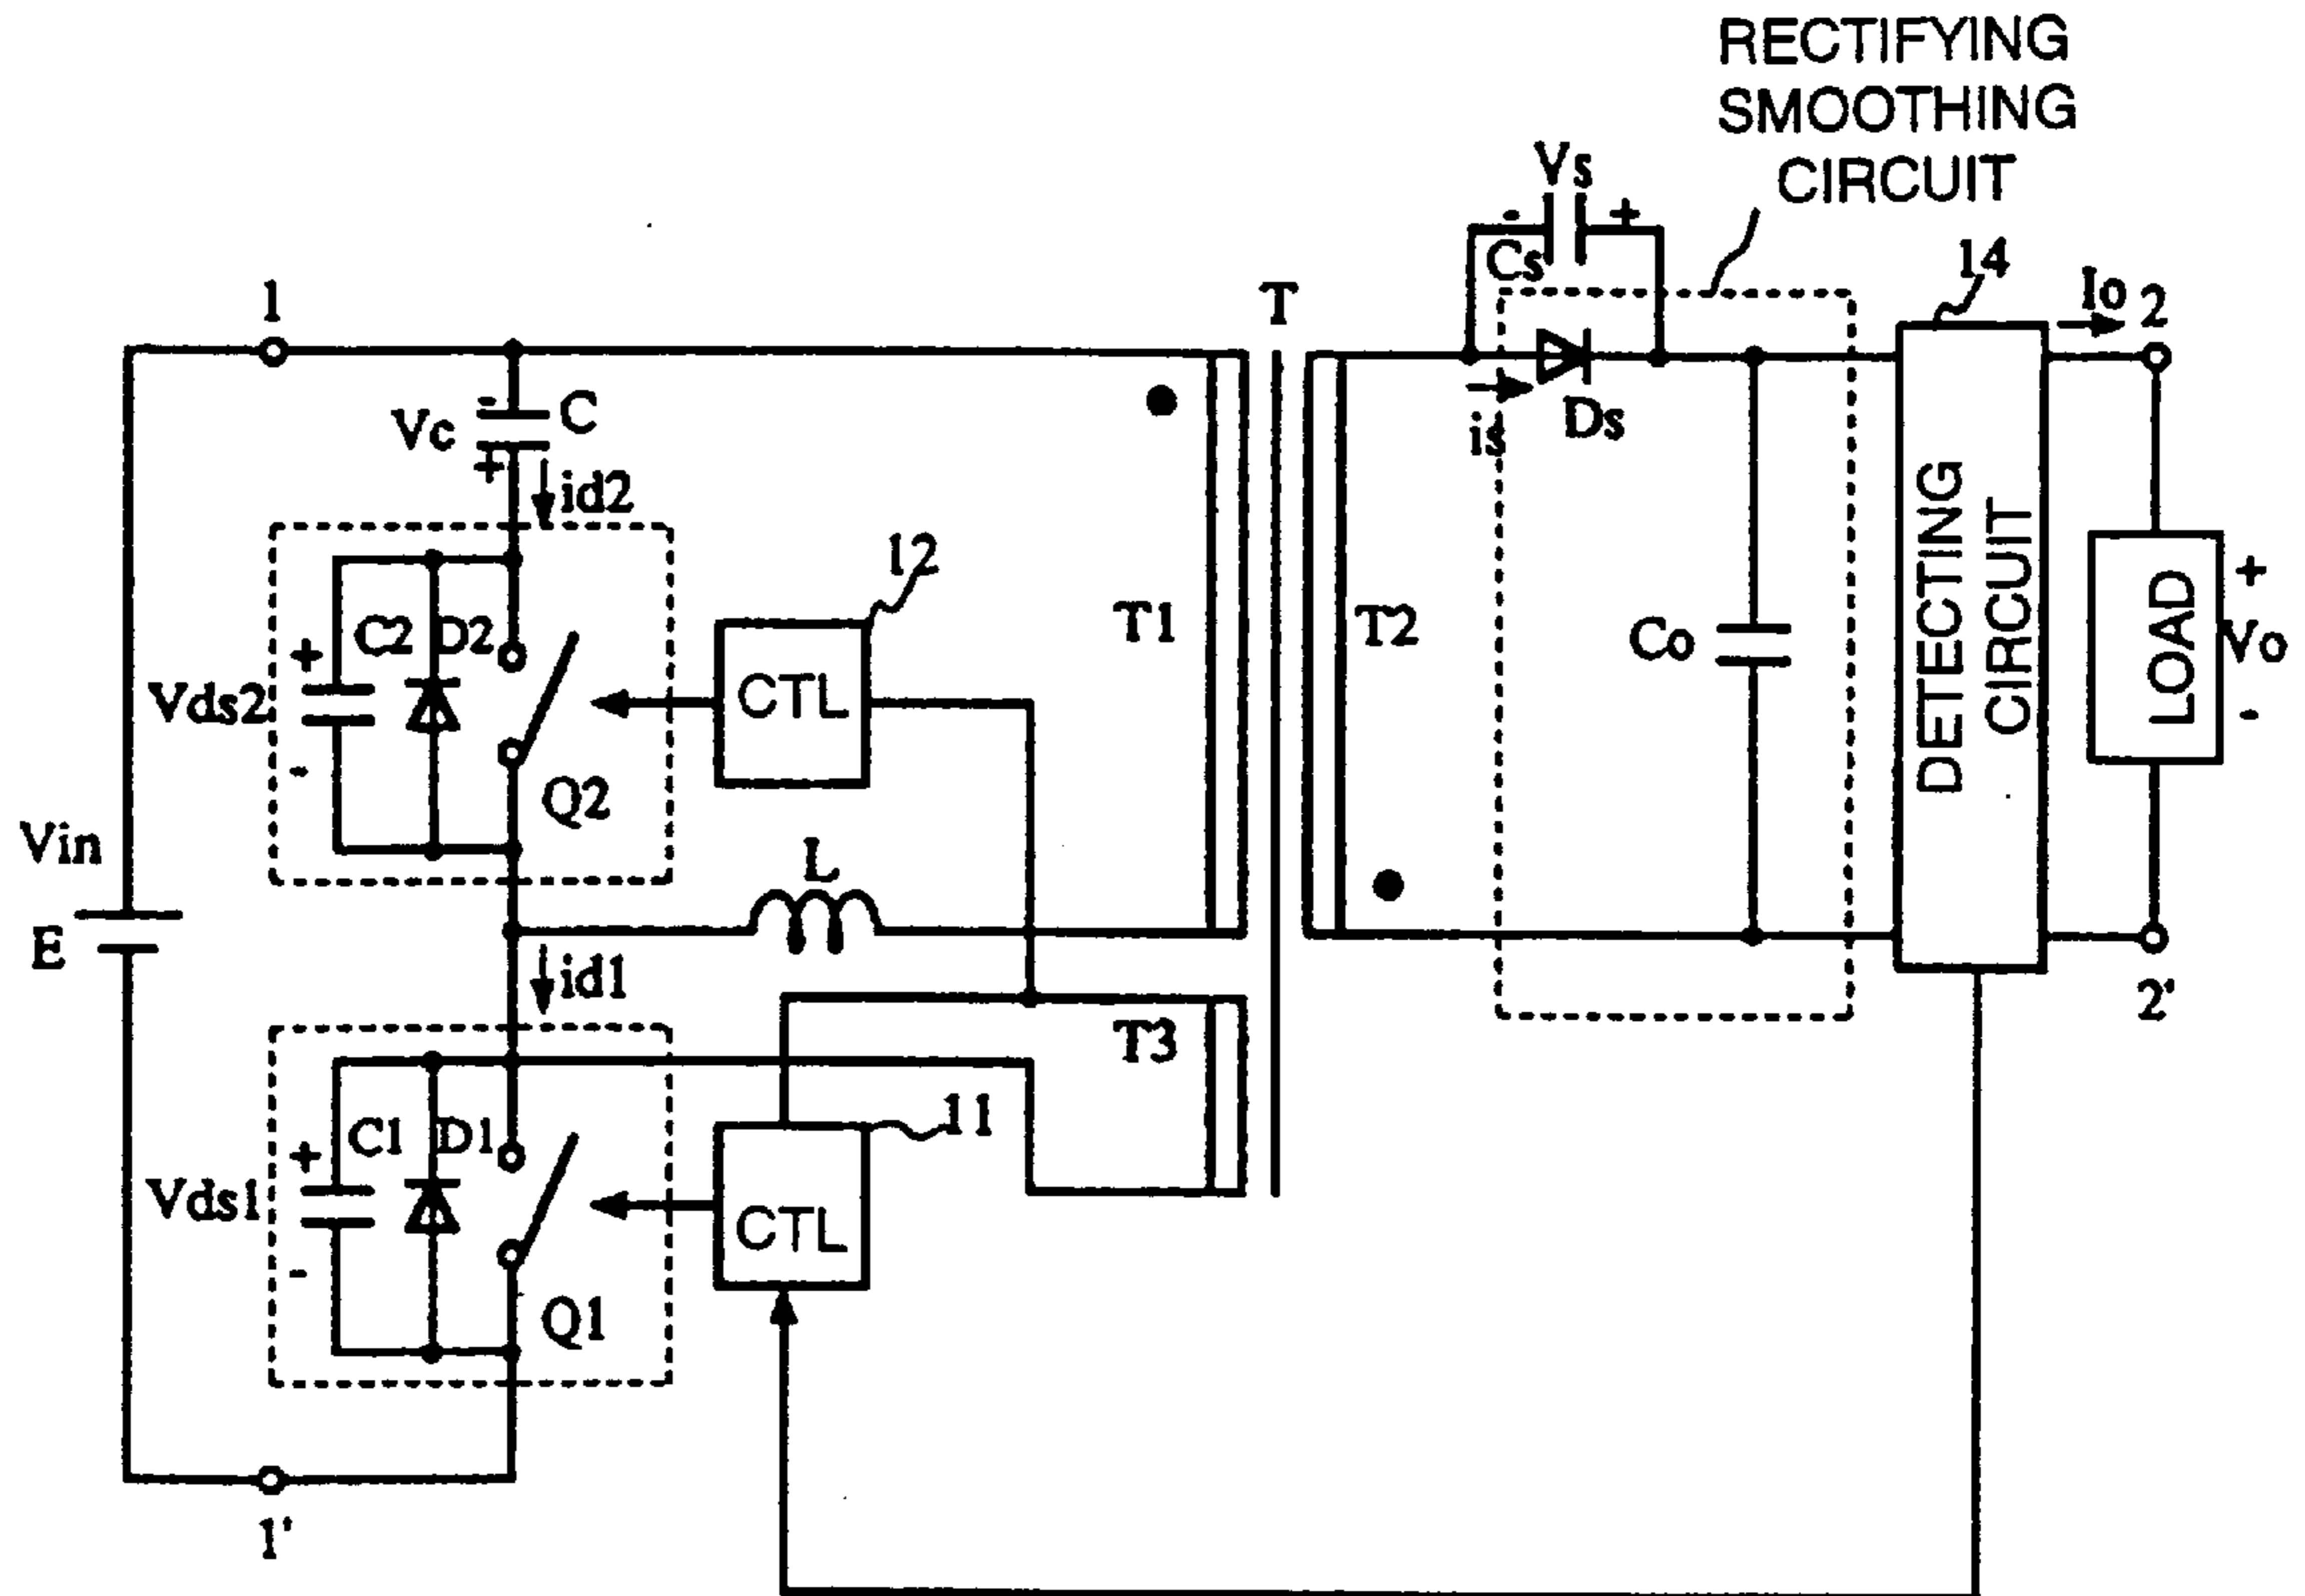 RECTIFYING
SMOOTHING
CIRCUIT
Vs
- +
Cs
14
Io 2
1
T
- C
Vc
+
id2
is
Ds
12
C2 D2
+
Vds2
-
CTL
Q2
T1
T2
Co
DETECTING
CIRCUIT
LOAD
+
Vo
-
Vin
E
L
id1
T3
2'
11
C1 D1
+
Vds1
-
CTL
Q1
1'